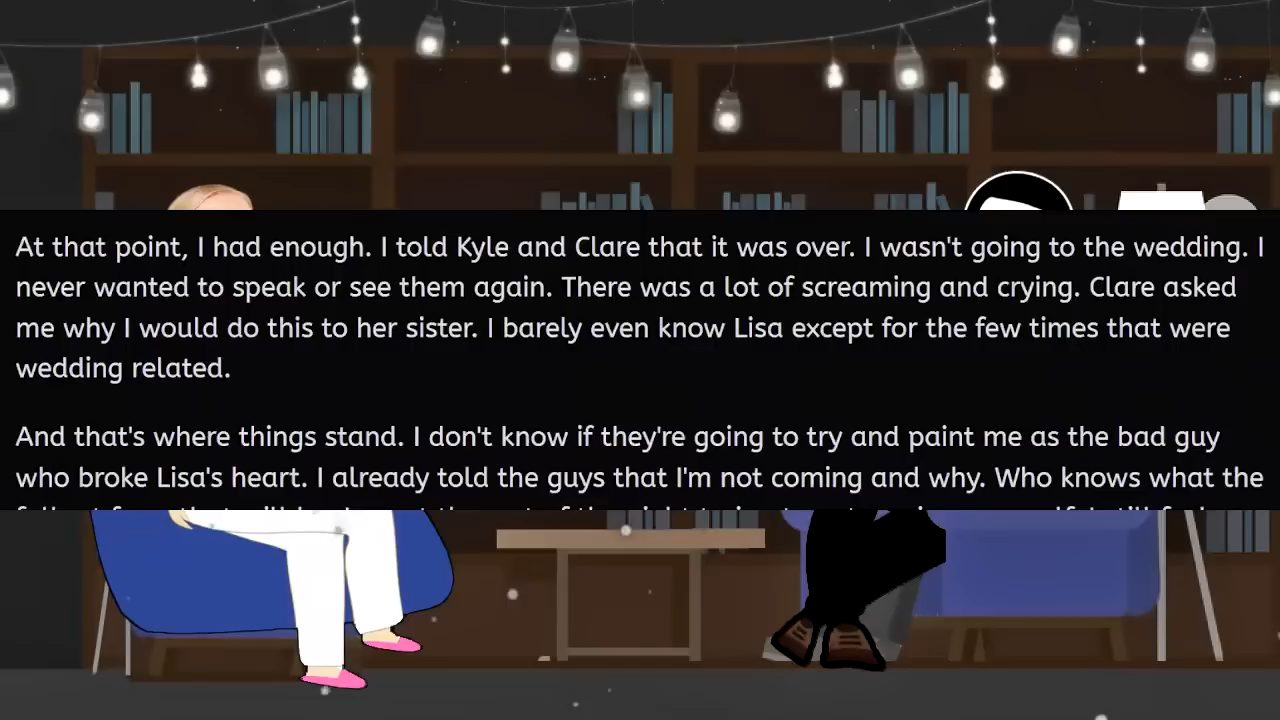 At that point, I had enough. I told Kyle and Clare that it was over. I wasn't going to the wedding. I
never wanted to speak or see them again. There was a lot of screaming and crying. Clare asked
me why I would do this to her sister. I barely even know Lisa except for the few times that were
wedding related.
And that's where things stand. I don't know if they're going to try and paint me as the bad guy
who broke Lisa's heart. I already told the guys that I'm not coming and why. Who knows what the